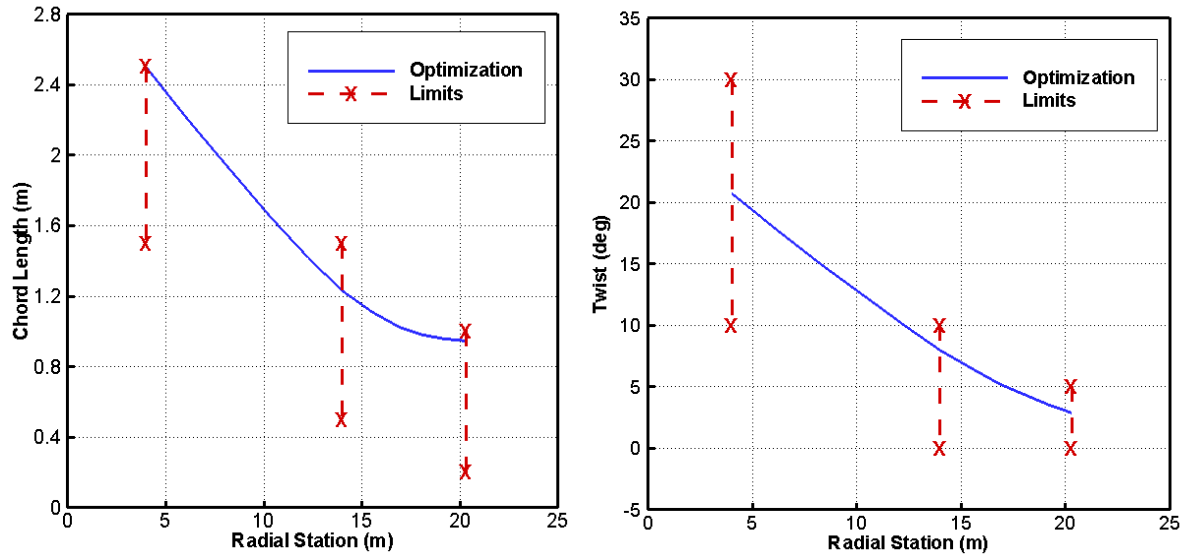 2.8
2.4
2
1.6
1.2
0.8
0.4
0
0 5 10 15 20 25
Chord Length (m)
Radial Station (m)
Optimization
Limits
35
30
25
20
15
10
5
0
-5
0 5 10 15 20 25
Twist (deg)
Radial Station (m)
Optimization
Limits